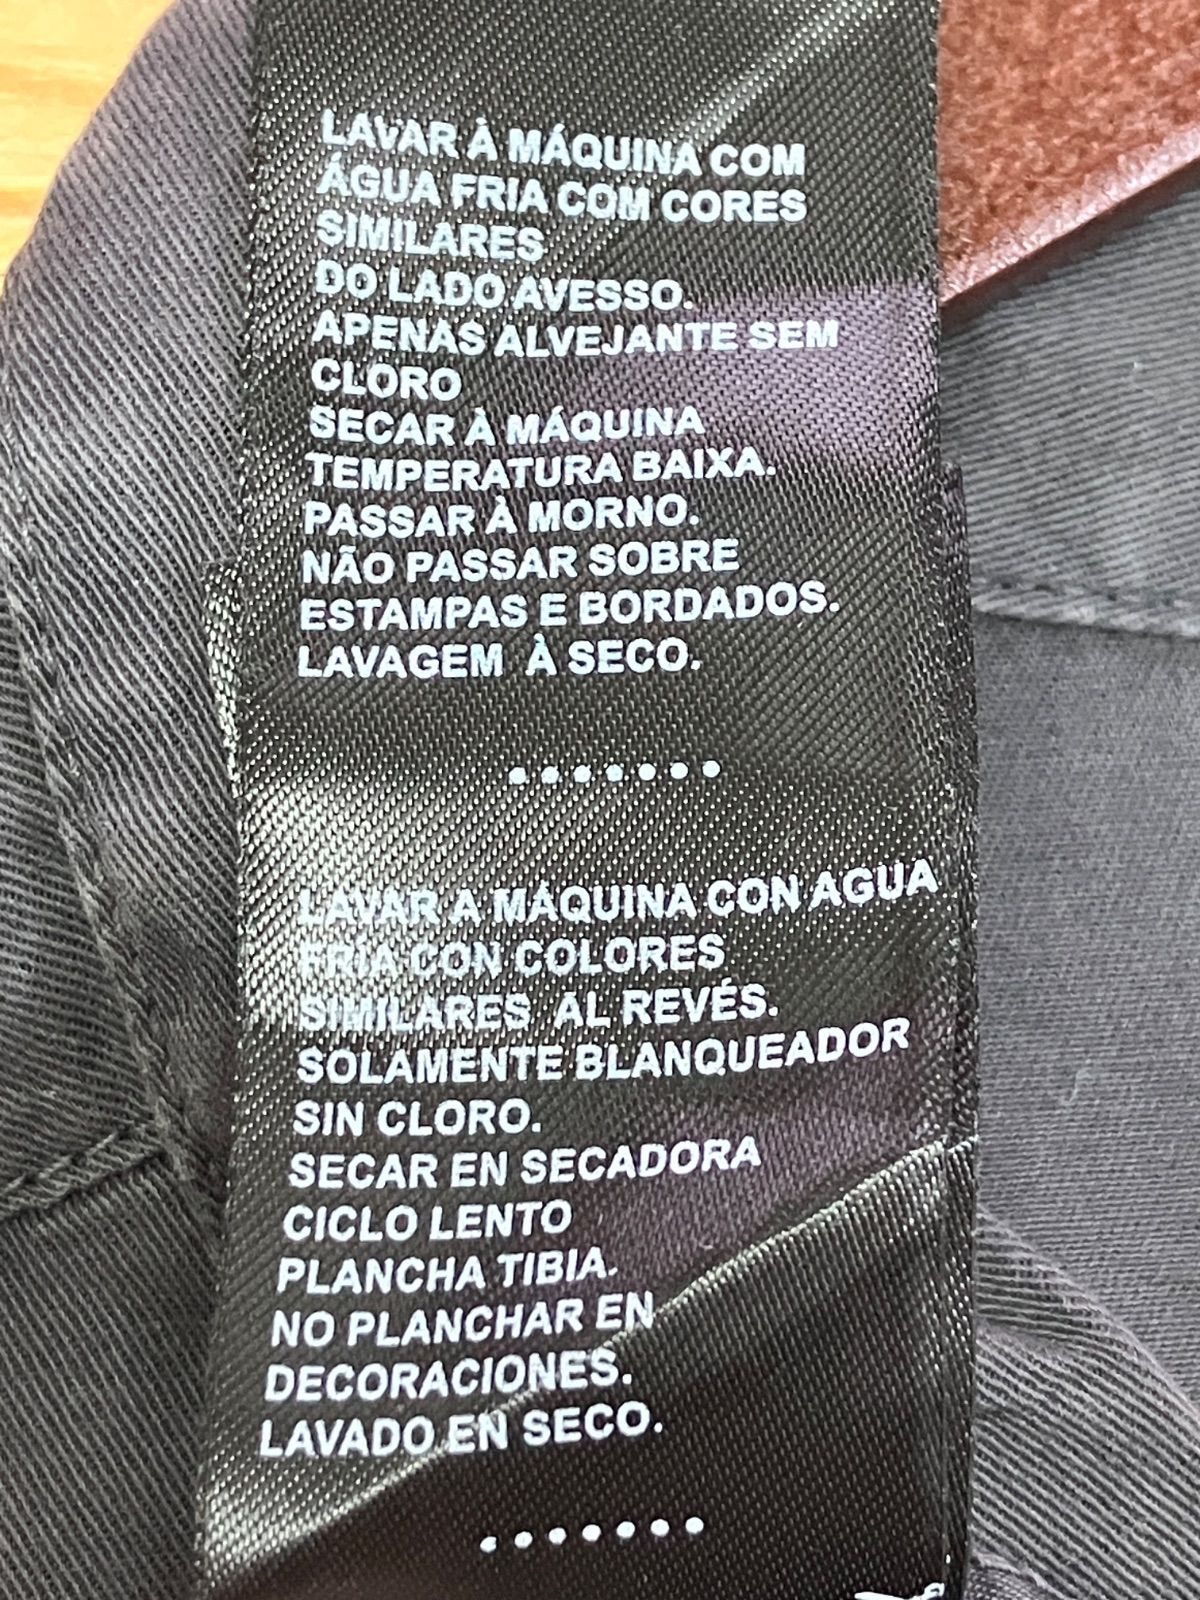 LAVAR À MÁQUINA COM
ÁGUA FRIA COM CORES
SIMILARES
DO LADO AVESSO.
APENAS ALVEJANTE SEM
CLORO
SECAR À MÁQUINA
TEMPERATURA BAIXA.
PASSAR À MORNO.
NÃO PASSAR SOBRE
ESTAMPAS E BORDADOS.
LAVAGEM À SECO.
.......
LAVAR A MÁQUINA CON AGUA
FRÍA CON COLORES
SIMILARES AL REVÉS.
SOLAMENTE BLANQUEADOR
SIN CLORO.
SECAR EN SECADORA
CICLO LENTO
PLANCHA TIBIA.
NO PLANCHAR EN
DECORACIONES.
LAVADO EN SECO.
.......